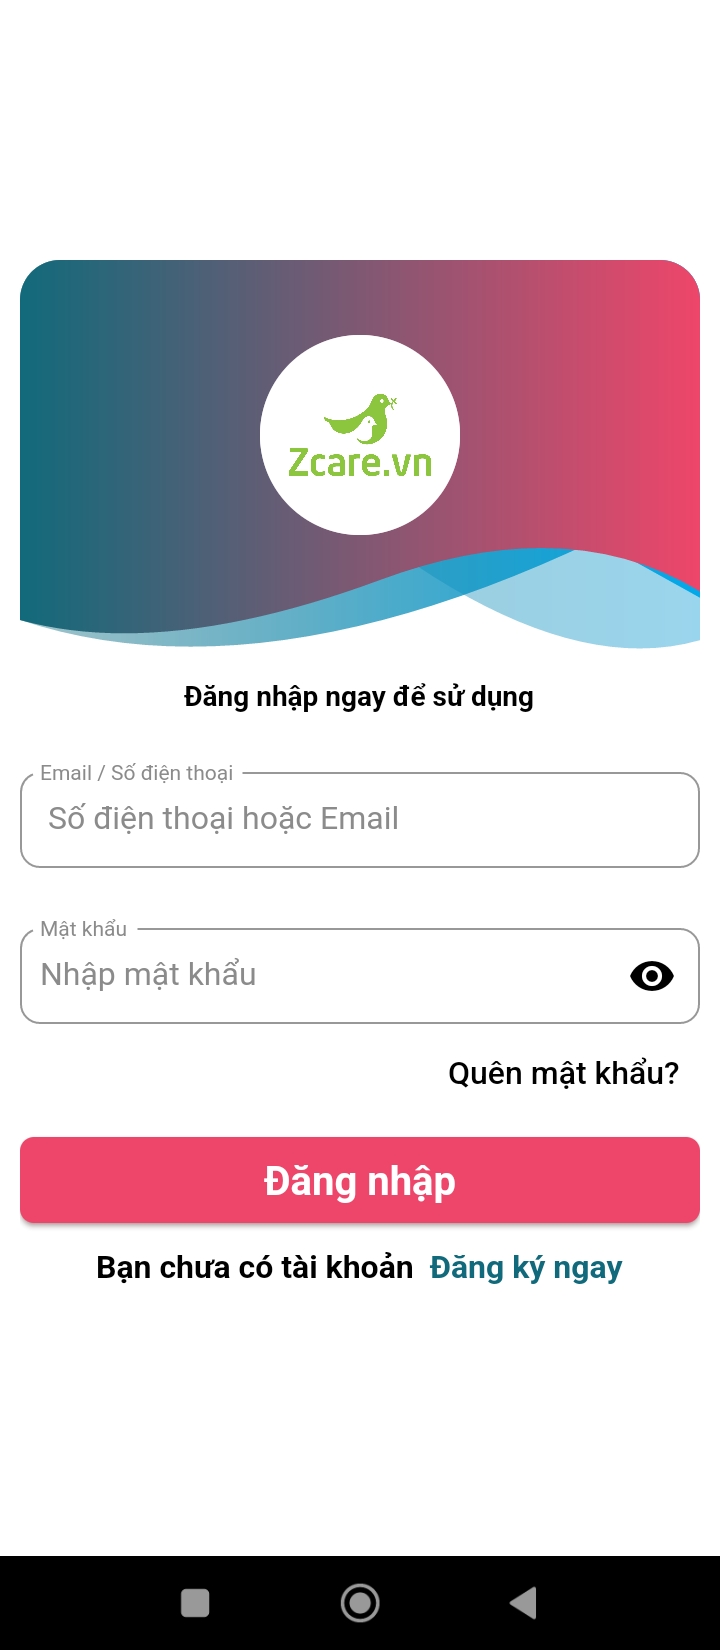 Zcare.vn
Đăng nhập ngay để sử dụng
Email / Số điện thoại
Số điện thoại hoặc Email
Mật khẩu
Nhập mật khẩu
Quên mật khẩu?
Đăng nhập
Bạn chưa có tài khoản Đăng ký ngay